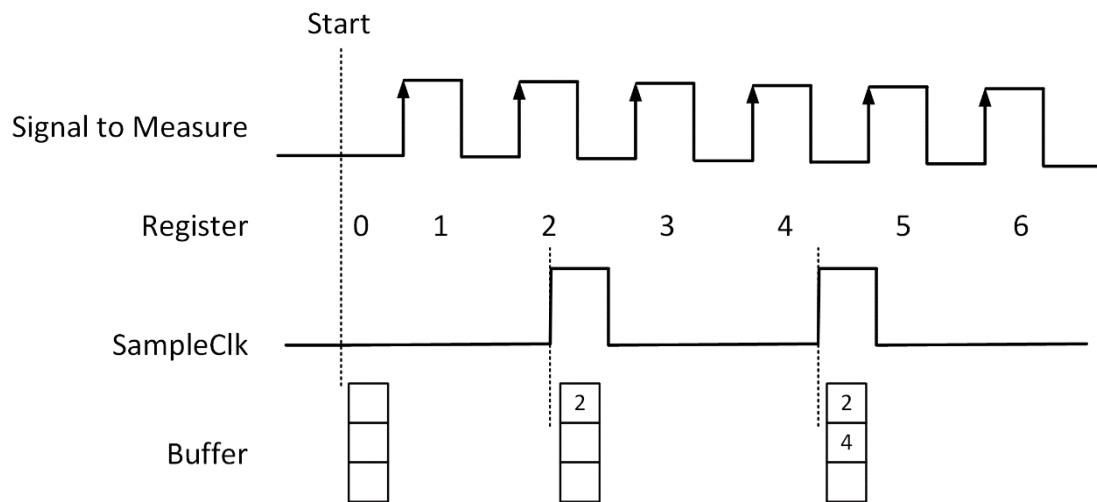 Start
Signal to Measure
Register 0 1 2 3 4 5 6
SampleClk
2 2
Buffer 4